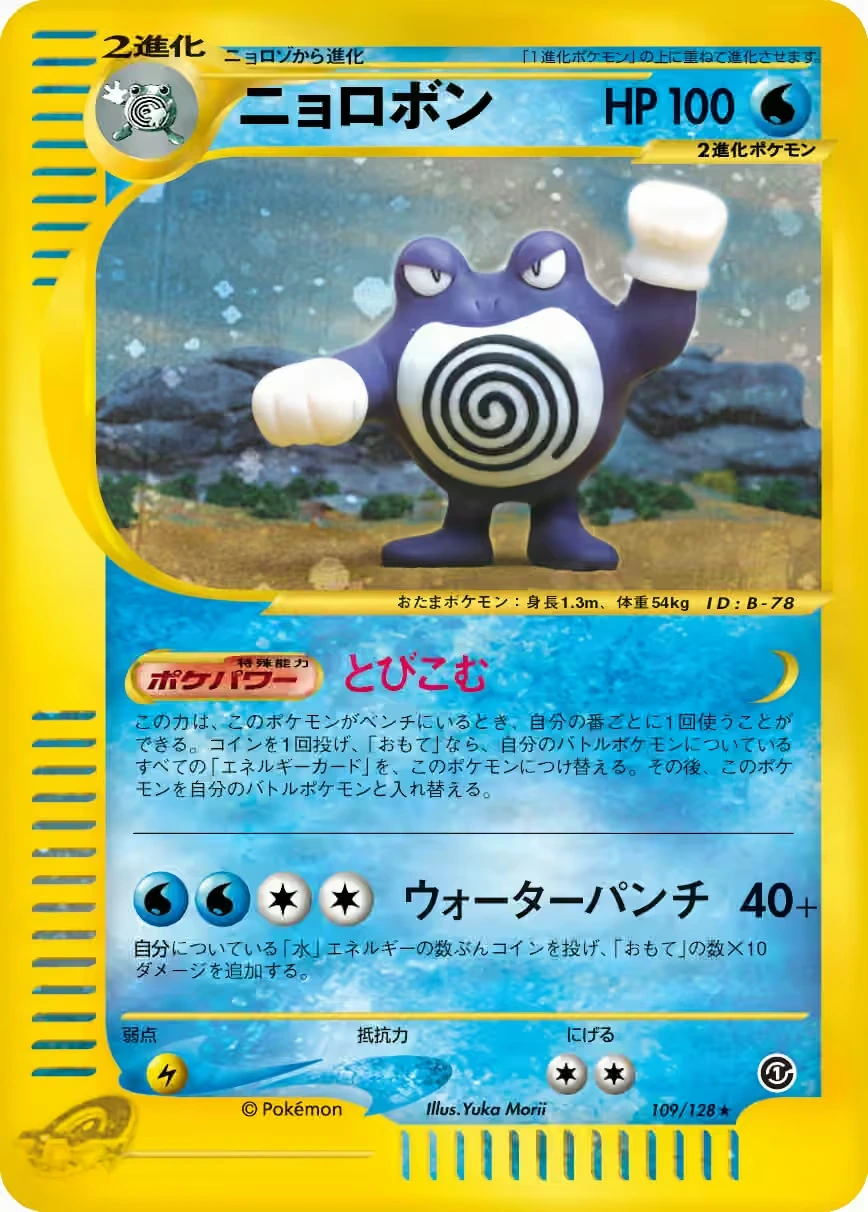 2進化
ニョロゾから進化
「1進化ポケモン」の上に重ねて進化させます。
ニョロボン HP 100
2進化ポケモン
おたまポケモン：身長1.3m、体重54kg ID：B-78
特殊能力
ポケパワー とびこむ
この力は、このポケモンがベンチにいるとき、自分の番ごとに1回使うことが
できる。コインを1回投げ、「おもて」なら、自分のバトルポケモンについている
すべての「エネルギーカード」を、このポケモンにつけ替える。その後、このポケ
モンを自分のバトルポケモンと入れ替える。
ウォーターパンチ 40+
自分についている「水」エネルギーの数ぶんコインを投げ、「おもて」の数×10
ダメージを追加する。
弱点 抵抗力 にげる
1
© Pokémon Illus.Yuka Morii 109/128★